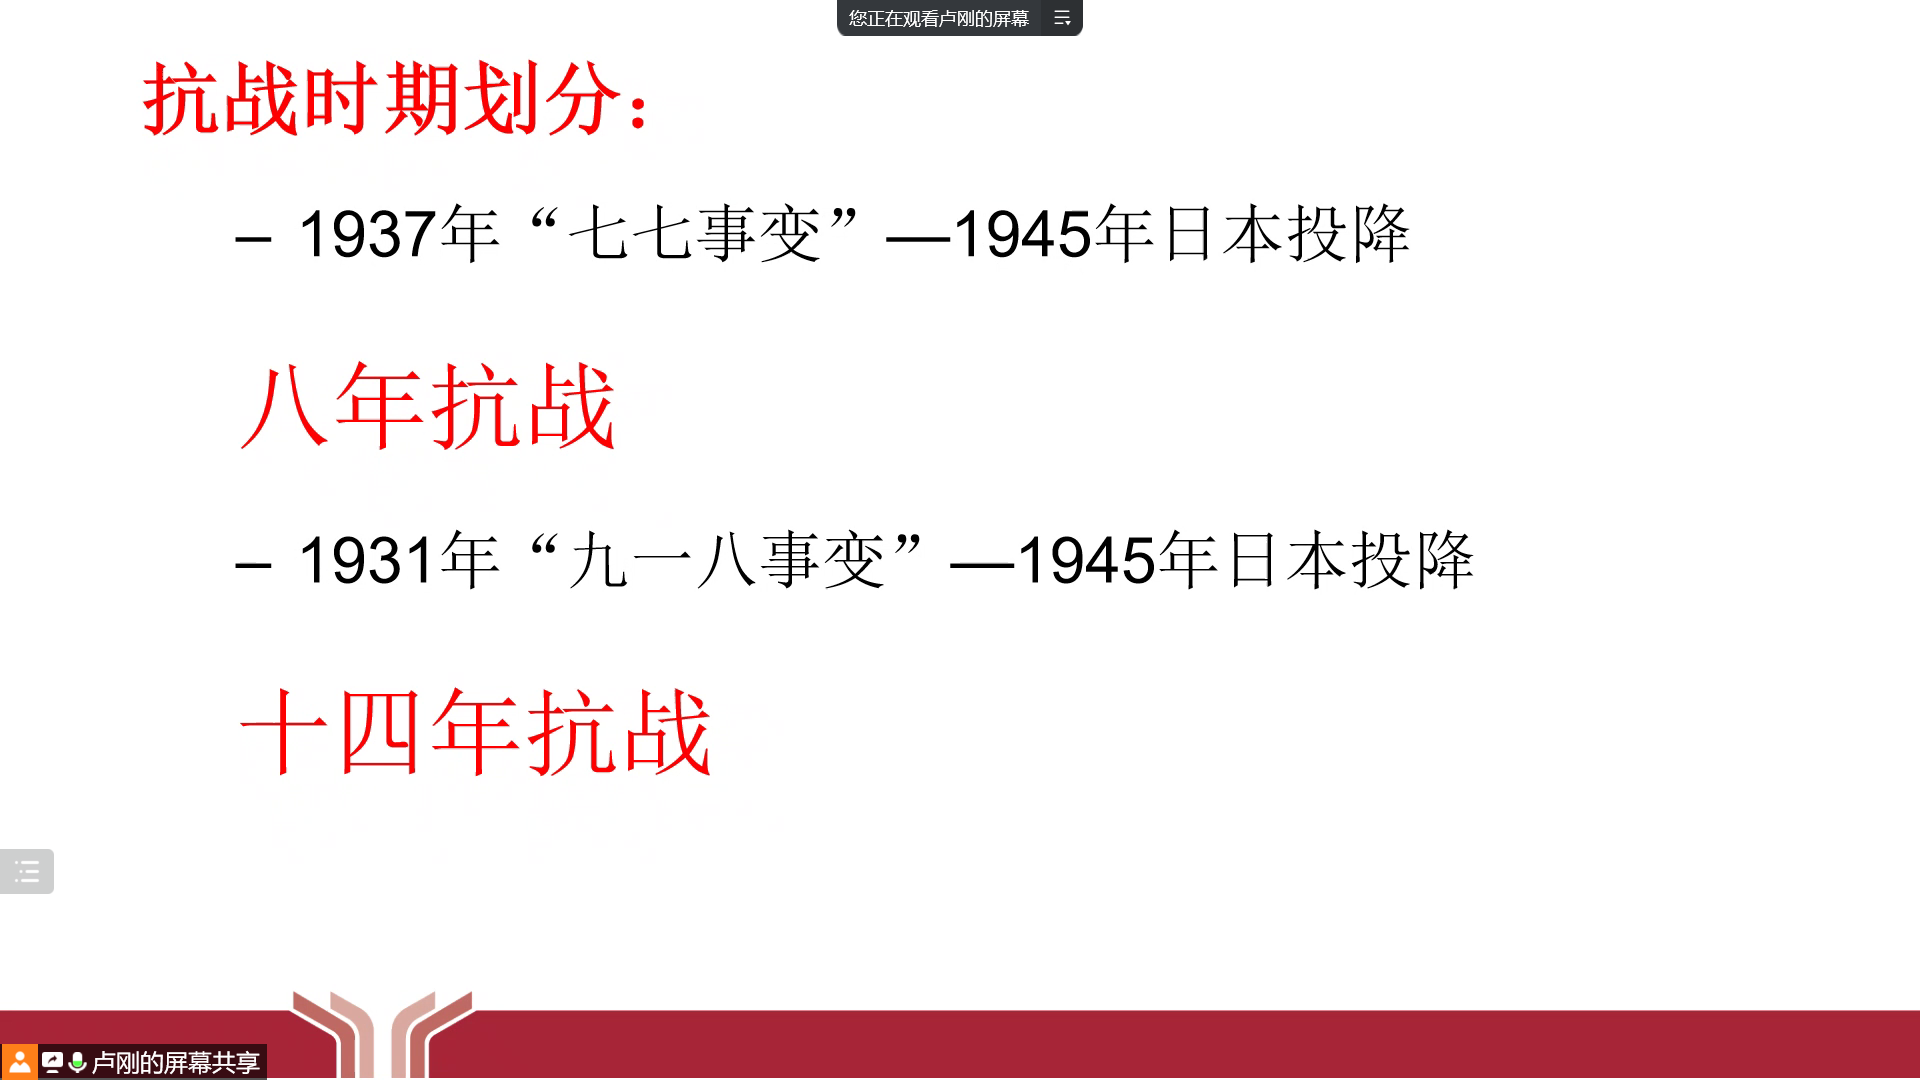 您正在观看卢刚的屏幕
抗战时期划分：
– 1937年“七七事变”—1945年日本投降
八年抗战
– 1931年“九一八事变”—1945年日本投降
十四年抗战
卢刚的屏幕共享